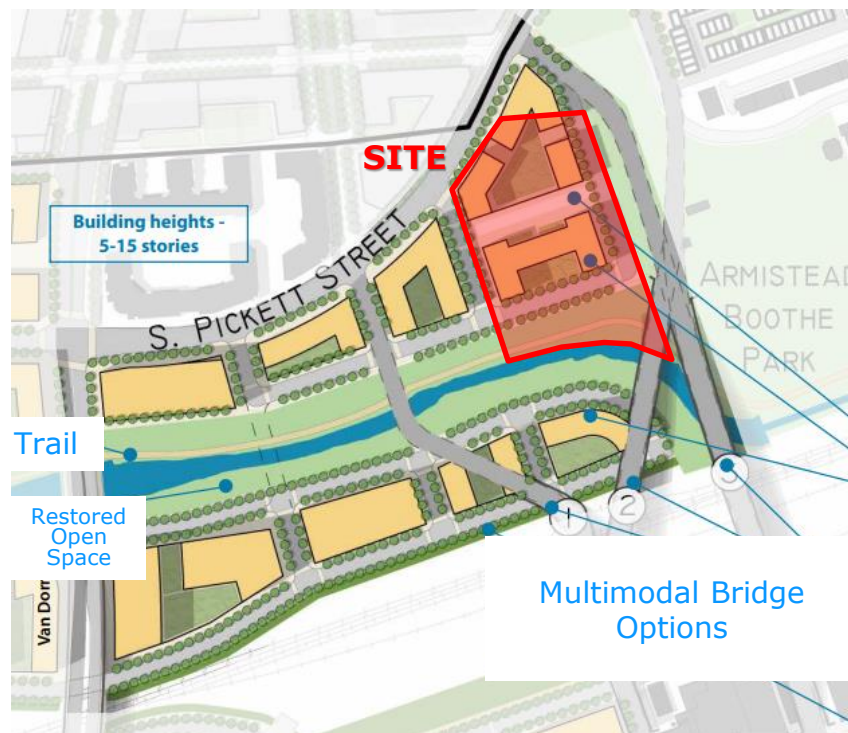 SITE
Building heights -
5-15 stories
S. PICKETT STREET
ARMISTEAD
BOOTHE
PARK
Trail
Restored
Open
Space
1
2
3
Multimodal Bridge
Options
Van Dorn